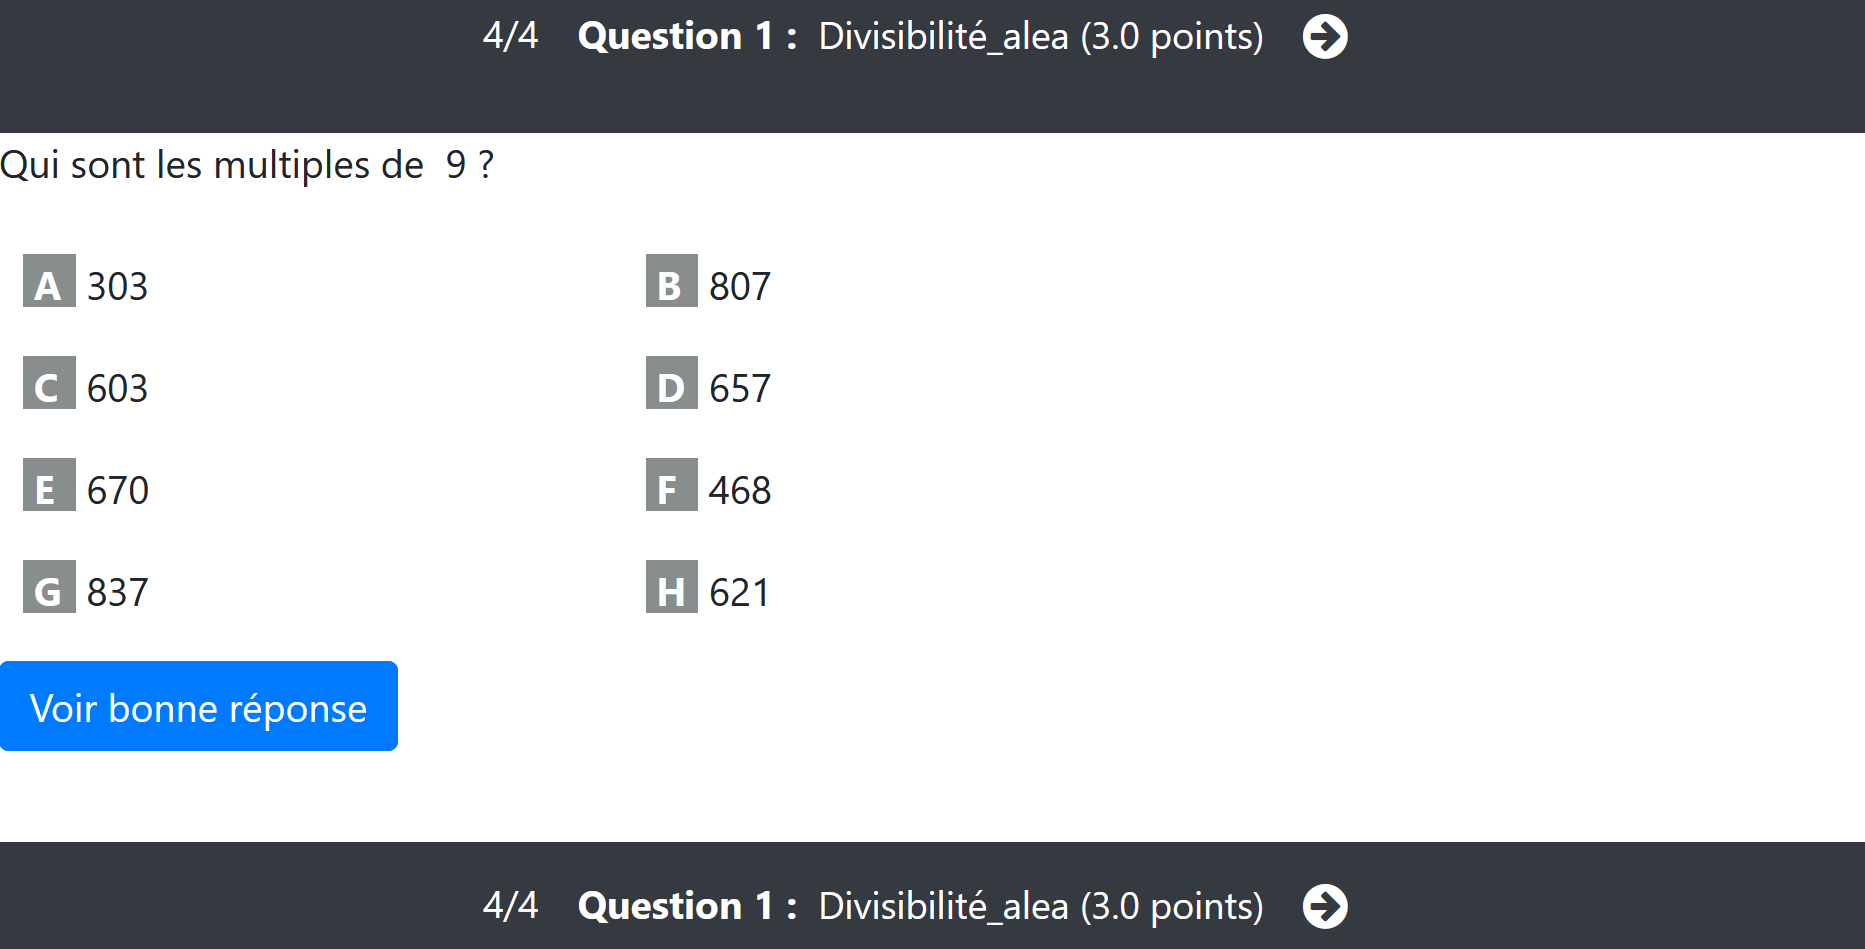 4/4 Question 1 : Divisibilité_alea (3.0 points)
Qui sont les multiples de 9 ?
A 303
B 807
C 603
D 657
E 670
F 468
G 837
H 621
Voir bonne réponse
4/4 Question 1 : Divisibilité_alea (3.0 points)